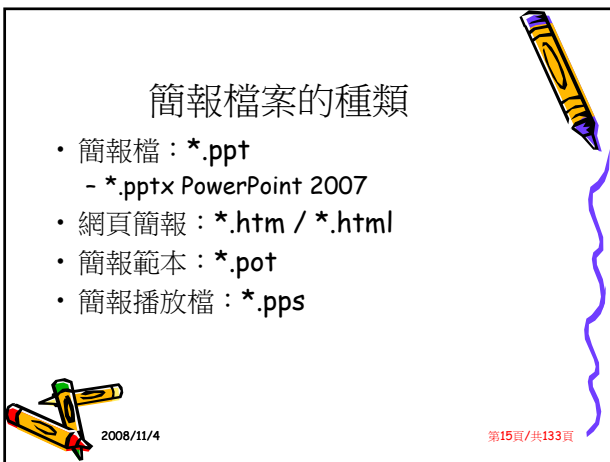 簡報檔案的種類
• 簡報檔：*.ppt
– *.pptx PowerPoint 2007
• 網頁簡報：*.htm / *.html
• 簡報範本：*.pot
• 簡報播放檔：*.pps
2008/11/4
第15頁/共133頁